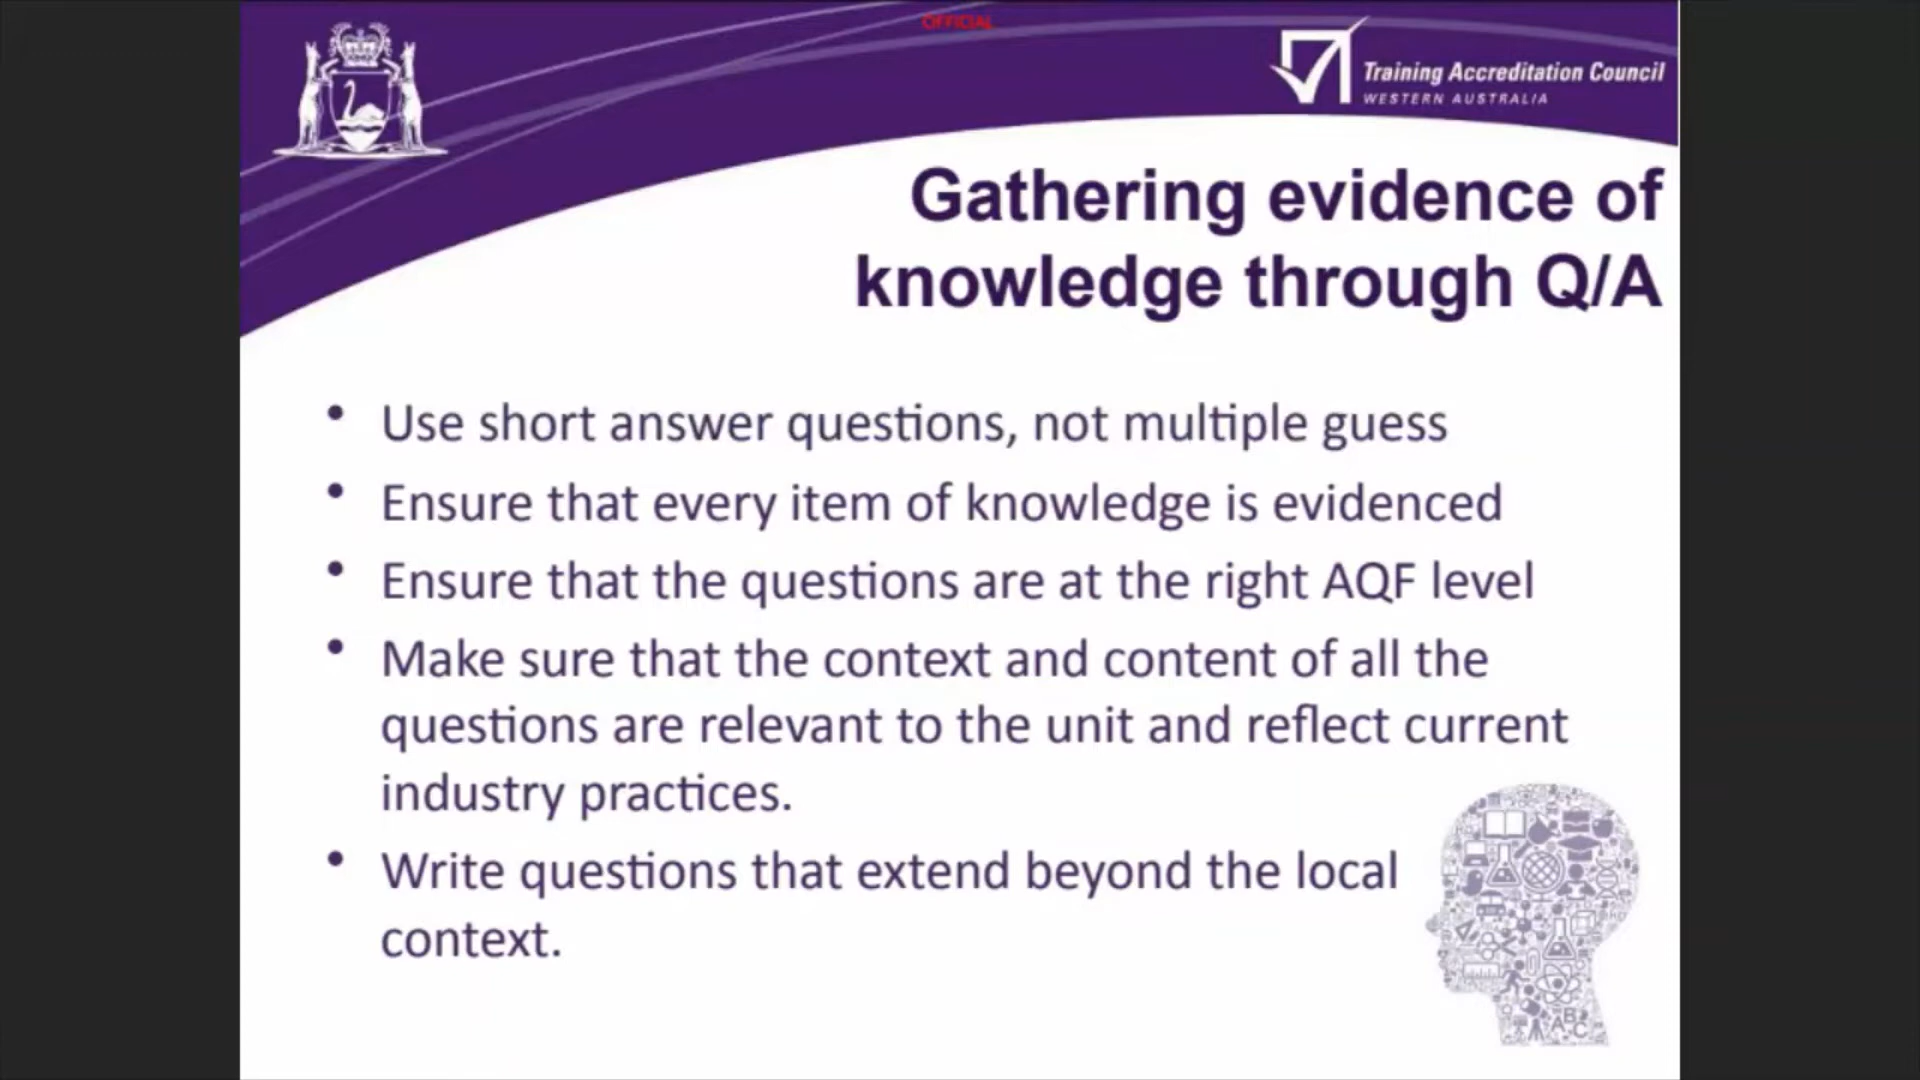 OFFICIAL
Training Accreditation Council
WESTERN AUSTRALIA
Gathering evidence of
knowledge through Q/A
• Use short answer questions, not multiple guess
• Ensure that every item of knowledge is evidenced
• Ensure that the questions are at the right AQF level
• Make sure that the context and content of all the
questions are relevant to the unit and reflect current
industry practices.
• Write questions that extend beyond the local
context.
A B C